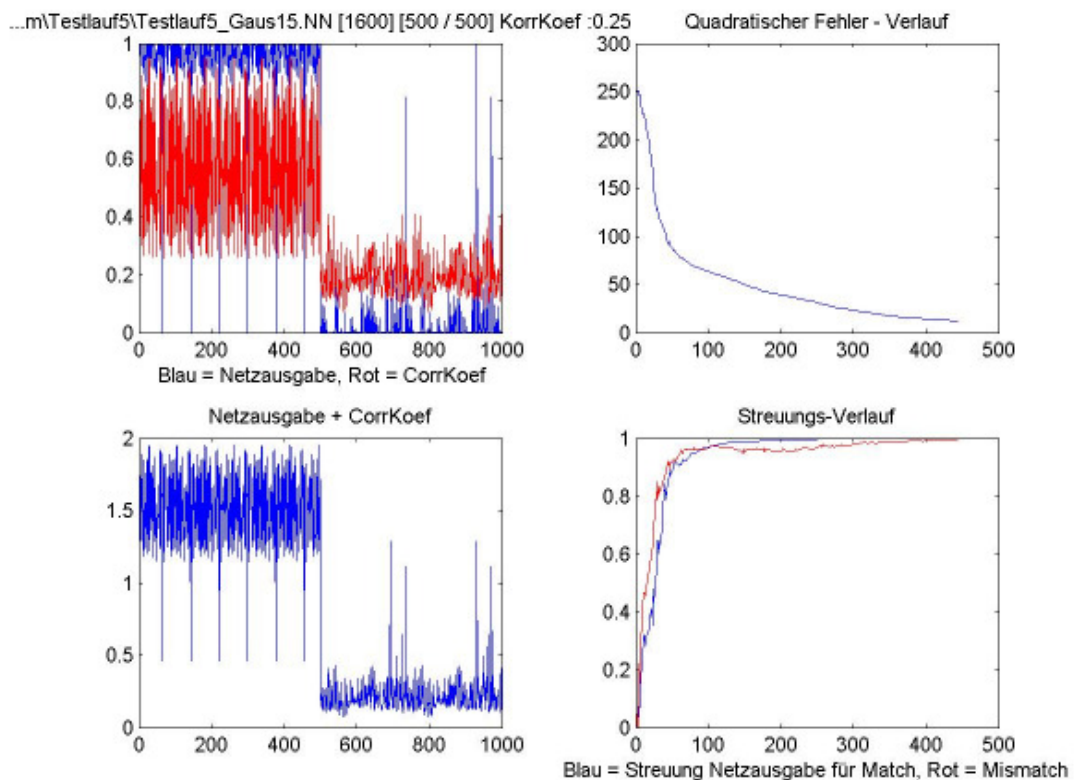 ...m\Testlauf5\Testlauf5_Gaus15.NN [1600] [500 / 500] KorrKoef :0.25
1
0.8
0.6
0.4
0.2
0
0 200 400 600 800 1000
Blau = Netzausgabe, Rot = CorrKoef
Quadratischer Fehler - Verlauf
300
250
200
150
100
50
0
0 100 200 300 400 500
Netzausgabe + CorrKoef
2
1.5
1
0.5
0
0 200 400 600 800 1000
Streuungs-Verlauf
1
0.8
0.6
0.4
0.2
0
0 100 200 300 400 500
Blau = Streuung Netzausgabe für Match, Rot = Mismatch